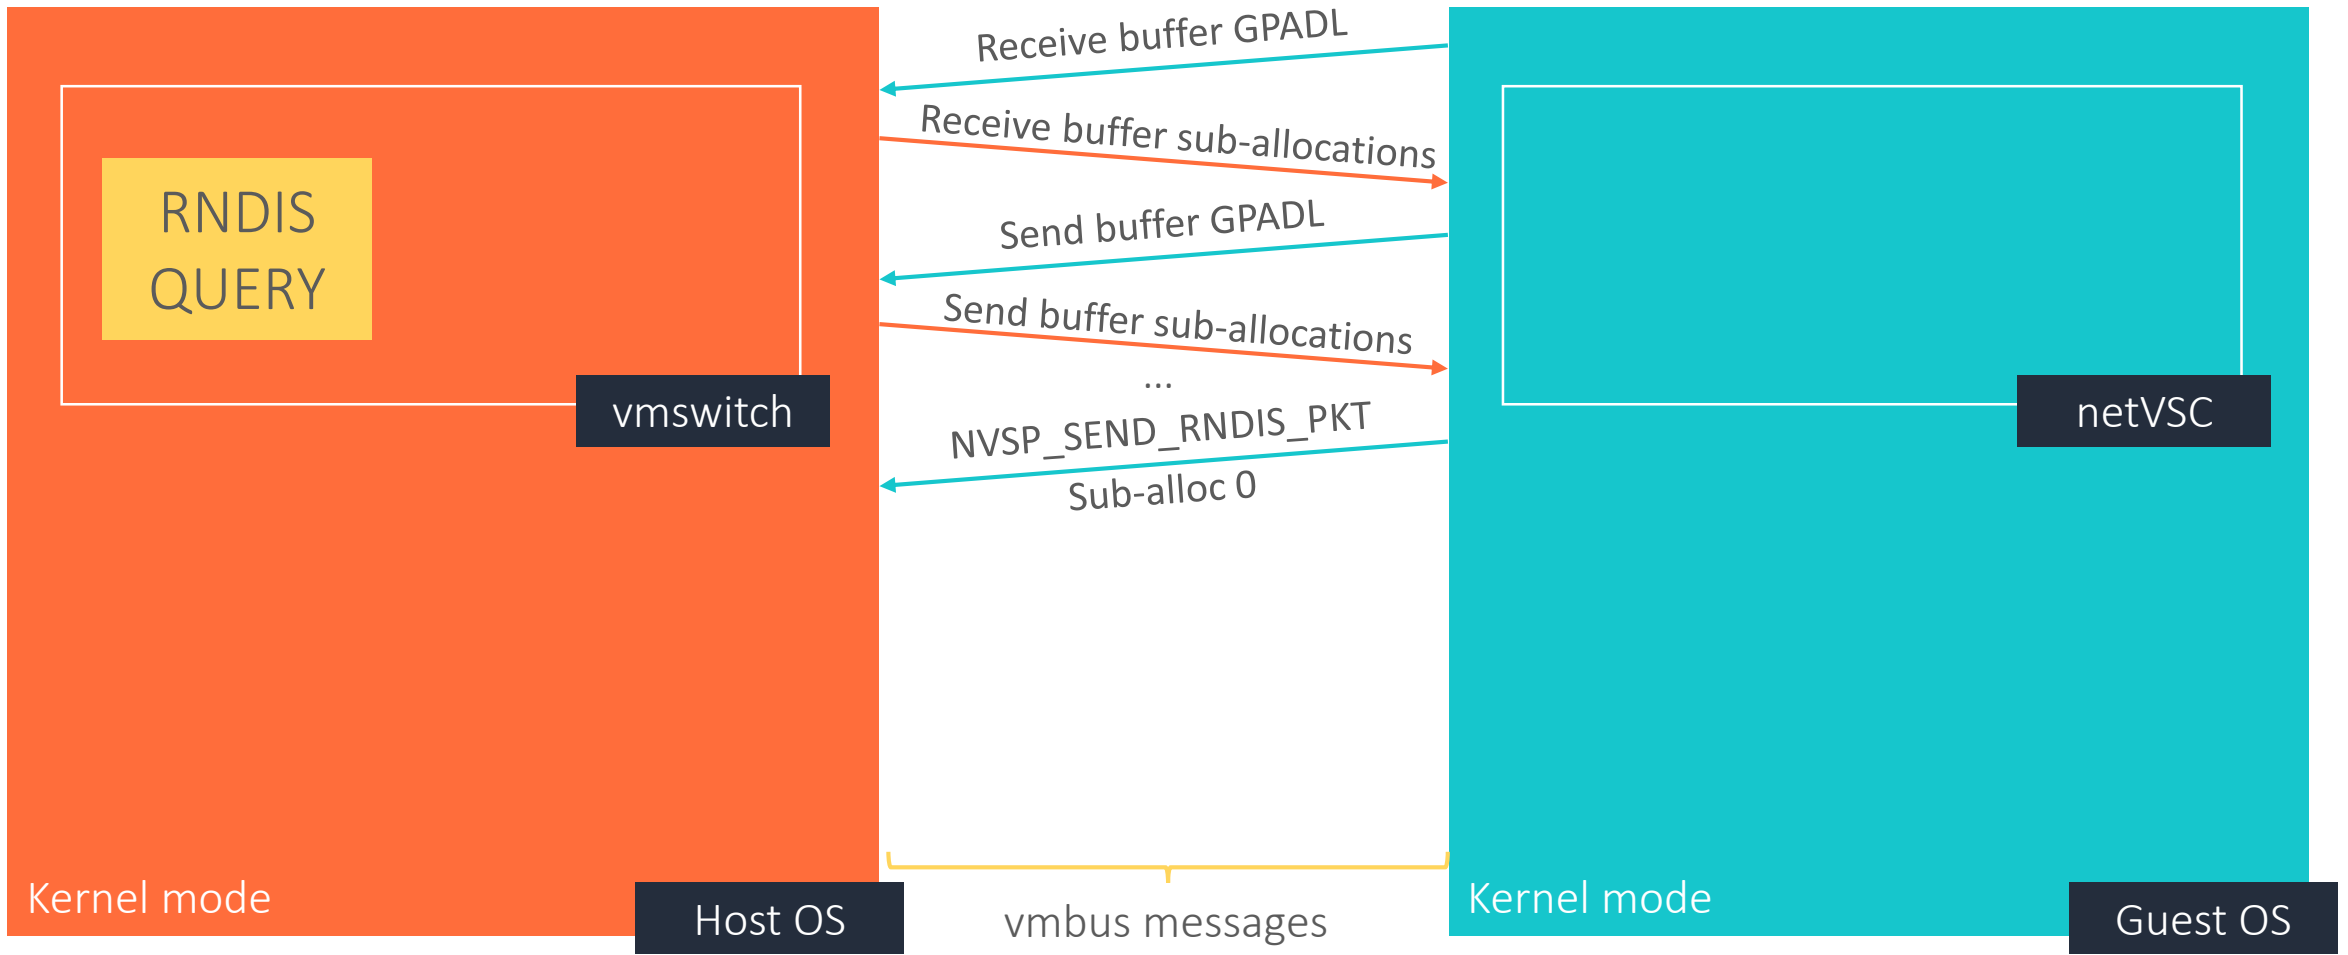 Receive buffer GPADL
Receive buffer sub-allocations
RNDIS
QUERY
Send buffer GPADL
Send buffer sub-allocations
...
vmswitch
NVSP_SEND_RNDIS_PKT
netVSC
Sub-alloc 0
Kernel mode
Host OS
vmbus messages
Kernel mode
Guest OS